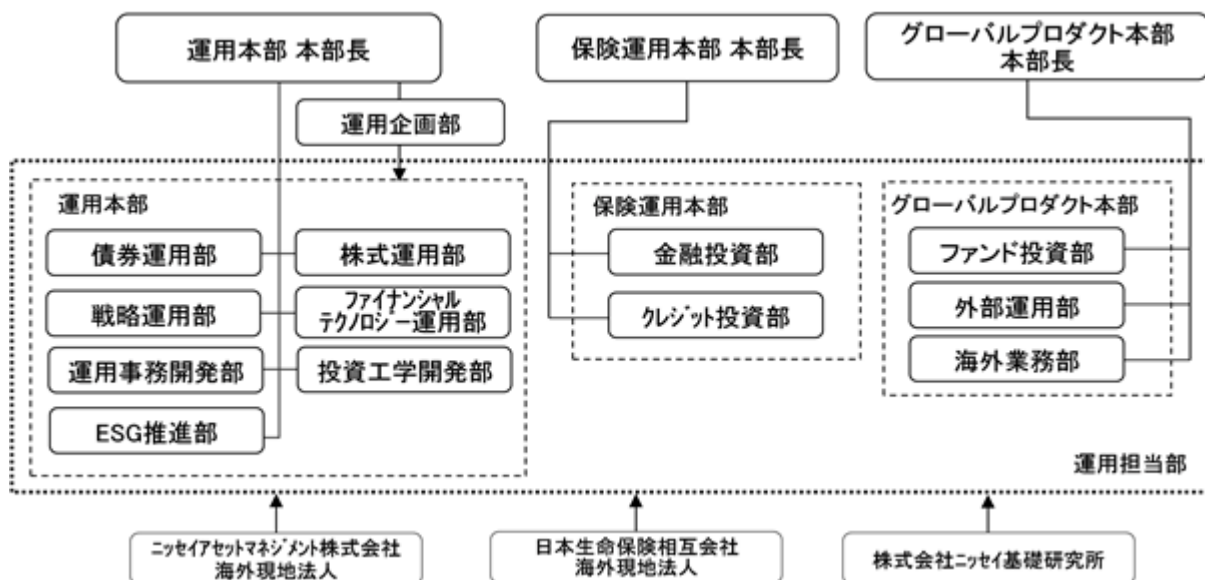 運用本部 本部長
保険運用本部 本部長
グローバルプロダクト本部
本部長
運用企画部
運用本部
債券運用部
株式運用部
戦略運用部
ファイナンシャル
テクノロジー運用部
運用事務開発部
投資工学開発部
ESG推進部
保険運用本部
金融投資部
クレジット投資部
グローバルプロダクト本部
ファンド投資部
外部運用部
海外業務部
運用担当部
ニッセイアセットマネジメント株式会社
海外現地法人
日本生命保険相互会社
海外現地法人
株式会社ニッセイ基礎研究所